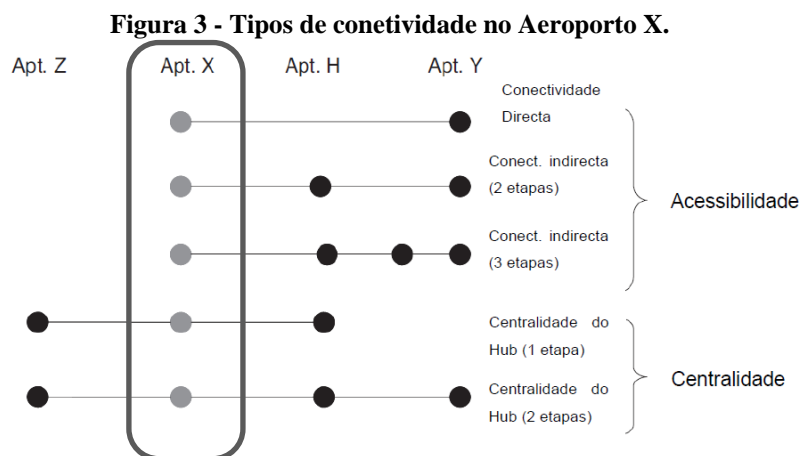 Figura 3 - Tipos de conetividade no Aeroporto X.
Apt. Z
Apt. X
Apt. H
Apt. Y
Conectividade
Directa
Conect. indirecta
(2 etapas)
Conect. indirecta
(3 etapas)
Acessibilidade
Centralidade do
Hub (1 etapa)
Centralidade do
Hub (2 etapas)
Centralidade